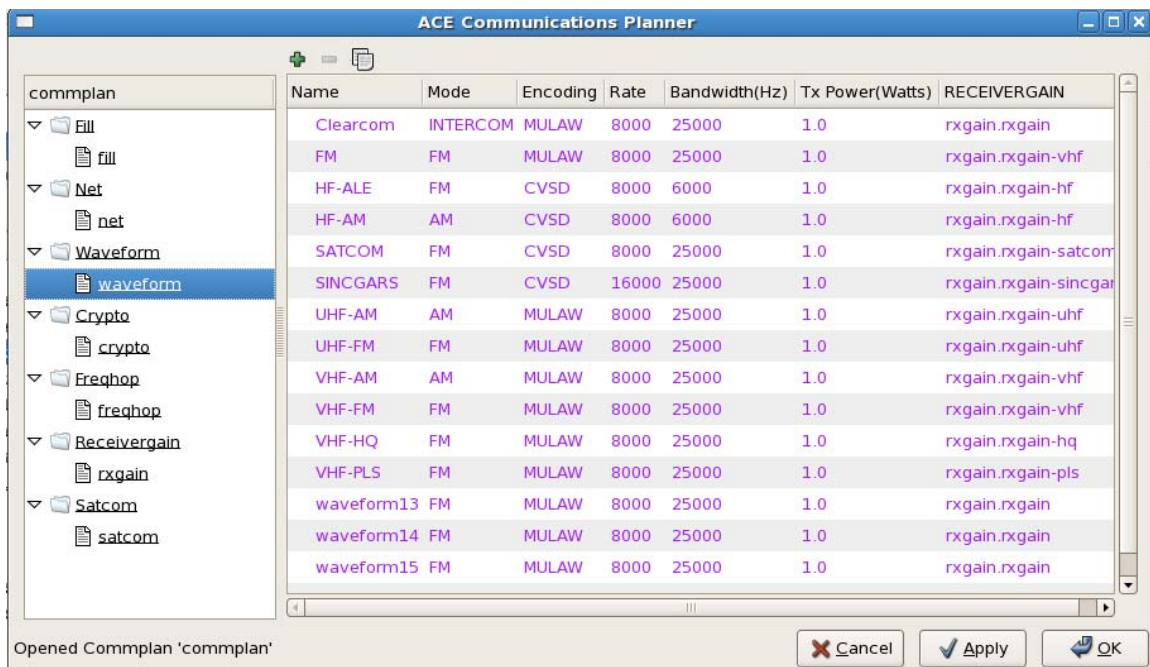 ACE Communications Planner
commplan
Fill
fill
Net
net
Waveform
waveform
Crypto
crypto
Freqhop
freqhop
Receivergain
rxgain
Satcom
satcom
Name Mode Encoding Rate Bandwidth(Hz) Tx Power(Watts) RECEIVERGAIN
Clearcom INTERCOM MULAW 8000 25000 1.0 rxgain.rxgain
FM FM MULAW 8000 25000 1.0 rxgain.rxgain-vhf
HF-ALE FM CVSD 8000 6000 1.0 rxgain.rxgain-hf
HF-AM AM CVSD 8000 6000 1.0 rxgain.rxgain-hf
SATCOM FM CVSD 8000 25000 1.0 rxgain.rxgain-satcom
SINCGARS FM CVSD 16000 25000 1.0 rxgain.rxgain-sincgar
UHF-AM AM MULAW 8000 25000 1.0 rxgain.rxgain-uhf
UHF-FM FM MULAW 8000 25000 1.0 rxgain.rxgain-uhf
VHF-AM AM MULAW 8000 25000 1.0 rxgain.rxgain-vhf
VHF-FM FM MULAW 8000 25000 1.0 rxgain.rxgain-vhf
VHF-HQ FM MULAW 8000 25000 1.0 rxgain.rxgain-hq
VHF-PLS FM MULAW 8000 25000 1.0 rxgain.rxgain-pls
waveform13 FM MULAW 8000 25000 1.0 rxgain.rxgain
waveform14 FM MULAW 8000 25000 1.0 rxgain.rxgain
waveform15 FM MULAW 8000 25000 1.0 rxgain.rxgain
Opened Commplan 'commplan'
Cancel
Apply
OK